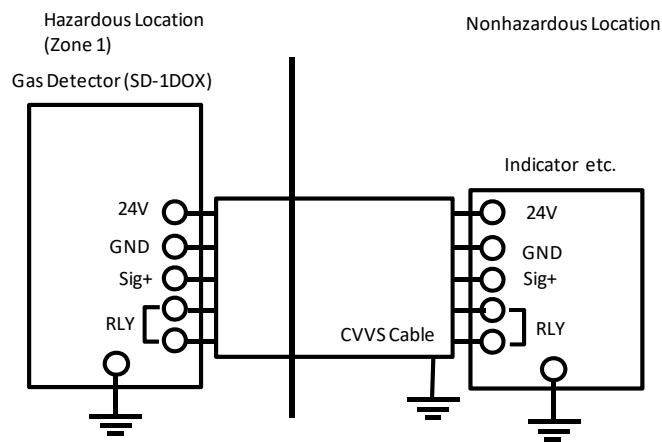 Hazardous Location
(Zone 1)
Nonhazardous Location
Gas Detector (SD-1DOX)
Indicator etc.
24V
GND
Sig+
RLY
CVVS Cable
24V
GND
Sig+
RLY